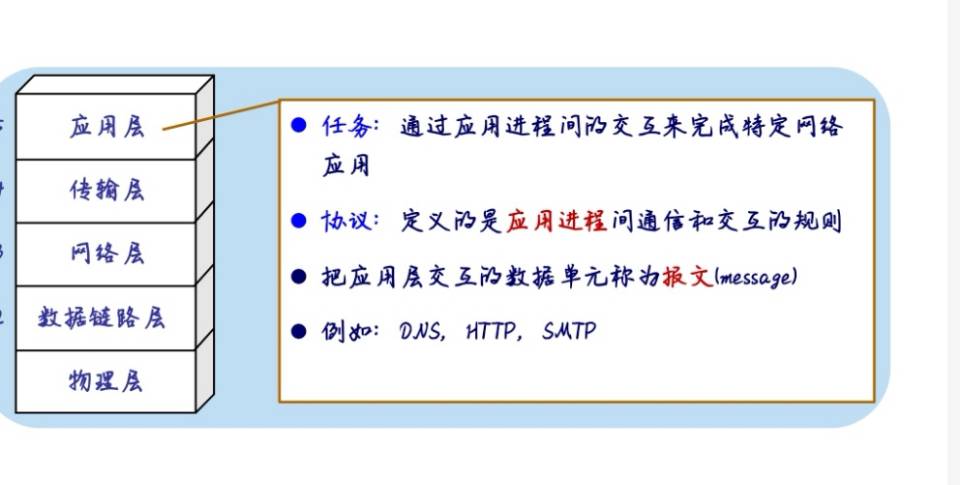 应用层
传输层
网络层
数据链路层
物理层
任务：通过应用进程间的交互来完成特定网络
应用
协议：定义的是应用进程间通信和交互的规则
把应用层交互的数据单元称为报文(message)
例如：DNS，HTTP，SMTP